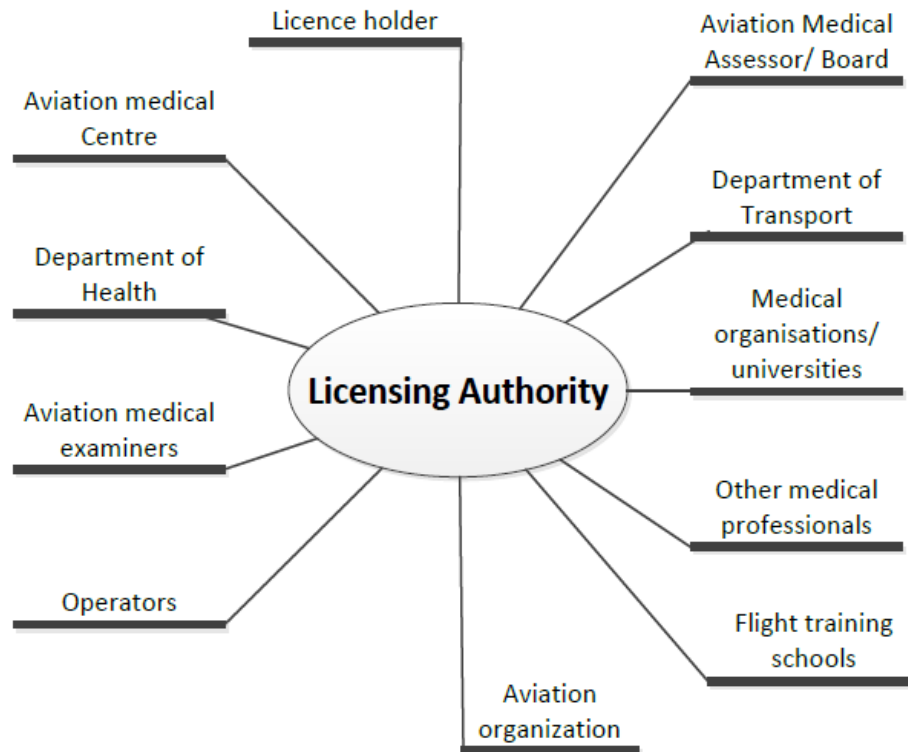 Licence holder
Aviation Medical
Assessor/ Board
Aviation medical
Centre
Department of
Transport
Department of
Health
Medical
organisations/
universities
Licensing Authority
Aviation medical
examiners
Other medical
professionals
Operators
Flight training
schools
Aviation
organization